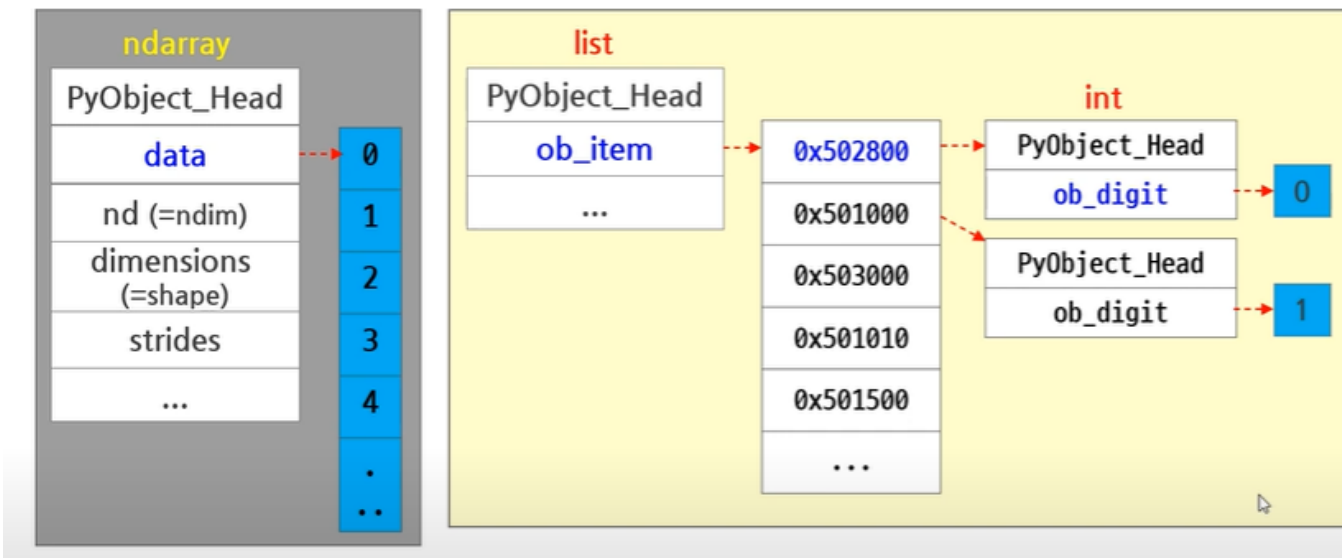 ndarray
PyObject_Head
data
nd (=ndim)
dimensions
(=shape)
strides
...
0
1
2
3
4
.
..
list
PyObject_Head
ob_item
...
0x502800
0x501000
0x503000
0x501010
0x501500
...
int
PyObject_Head
ob_digit
0
PyObject_Head
ob_digit
1